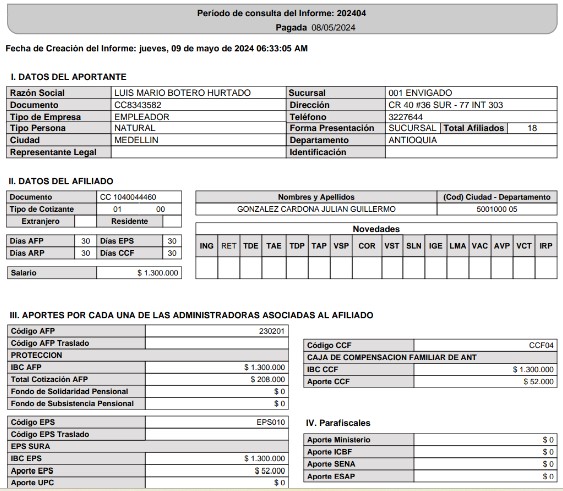 Período de consulta del Informe: 202404
Pagada 08/05/2024
Fecha de Creación del Informe: jueves, 09 de mayo de 2024 06:33:05 AM
I. DATOS DEL APORTANTE
Razón Social LUIS MARIO BOTERO HURTADO Sucursal 001 ENVIGADO
Documento CC8343582 Dirección CR 40 #36 SUR - 77 INT 303
Tipo de Empresa EMPLEADOR Teléfono 3227644
Tipo Persona NATURAL Forma Presentación SUCURSAL Total Afiliados 18
Ciudad MEDELLIN Departamento ANTIOQUIA
Representante Legal Identificación
II. DATOS DEL AFILIADO
Documento CC 1040044460 Nombres y Apellidos (Cod) Ciudad - Departamento
Tipo de Cotizante 01 00 GONZALEZ CARDONA JULIAN GUILLERMO 5001000 05
Extranjero Residente
Novedades
Días AFP 30 Días EPS 30
Días ARP 30 Días CCF 30
ING RET TDE TAE TDP TAP VSP COR VST SLN IGE LMA VAC AVP VCT IRP
Salario $ 1.300.000
III. APORTES POR CADA UNA DE LAS ADMINISTRADORAS ASOCIADAS AL AFILIADO
Código AFP 230201
Código AFP Traslado
PROTECCION
IBC AFP $ 1.300.000
Total Cotización AFP $ 208.000
Fondo de Solidaridad Pensional $ 0
Fondo de Subsistencia Pensional $ 0
Código CCF CCF04
CAJA DE COMPENSACION FAMILIAR DE ANT
IBC CCF $ 1.300.000
Aporte CCF $ 52.000
Código EPS EPS010
Código EPS Traslado
EPS SURA
IBC EPS $ 1.300.000
Aporte EPS $ 52.000
Aporte UPC $ 0
IV. Parafiscales
Aporte Ministerio $ 0
Aporte ICBF $ 0
Aporte SENA $ 0
Aporte ESAP $ 0